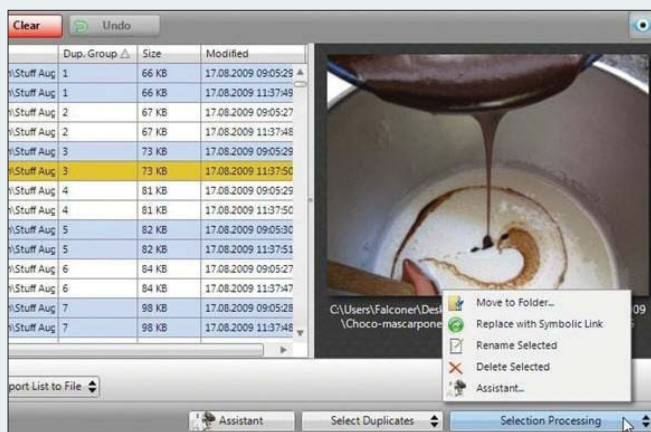 Clear Undo
Dup. Group Size Modified
\Stuff Aug 1 66 KB 17.08.2009 09:05:29
\Stuff Aug 1 66 KB 17.08.2009 11:37:49
\Stuff Aug 2 67 KB 17.08.2009 09:05:27
\Stuff Aug 2 67 KB 17.08.2009 11:37:48
\Stuff Aug 3 73 KB 17.08.2009 09:05:29
\Stuff Aug 3 73 KB 17.08.2009 11:37:50
\Stuff Aug 4 81 KB 17.08.2009 09:05:29
\Stuff Aug 4 81 KB 17.08.2009 11:37:50
\Stuff Aug 5 82 KB 17.08.2009 09:05:30
\Stuff Aug 5 82 KB 17.08.2009 11:37:51
\Stuff Aug 6 84 KB 17.08.2009 09:05:27
\Stuff Aug 6 84 KB 17.08.2009 11:37:47
\Stuff Aug 7 98 KB 17.08.2009 09:05:28
\Stuff Aug 7 98 KB 17.08.2009 11:37:48
C:\Users\Falconer\Desk 09
\Choco-mascarpone
Move to Folder...
Replace with Symbolic Link
Rename Selected
Delete Selected
Assistant...
port List to File
Assistant Select Duplicates Selection Processing